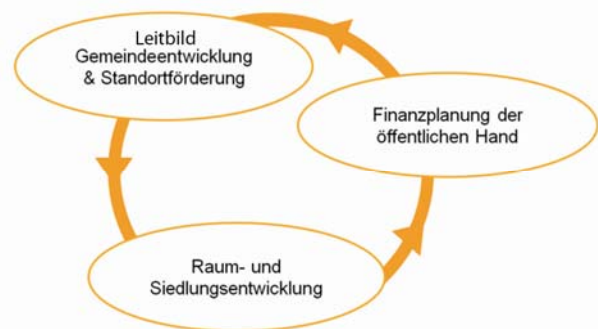 Leitbild
Gemeindeentwicklung
& Standortförderung
Finanzplanung der
öffentlichen Hand
Raum- und
Siedlungsentwicklung